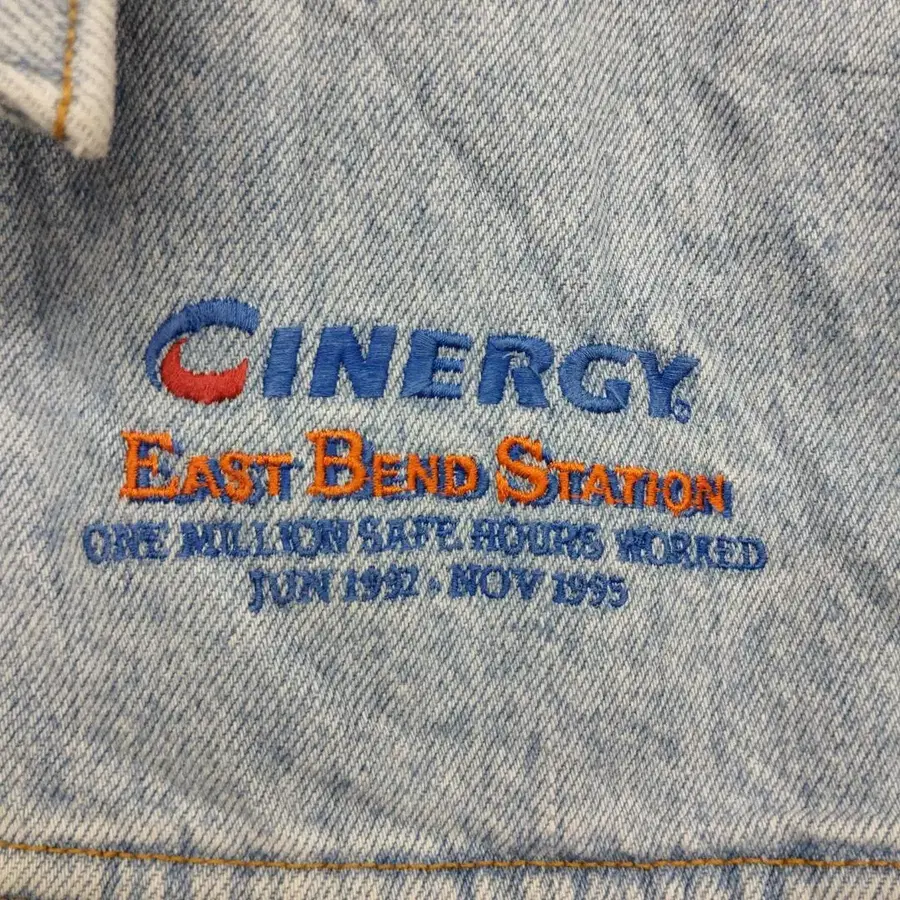 CINERGY®
EAST BEND STATION
ONE MILLION SAFE HOURS WORKED
JUN 1992 - NOV 1995